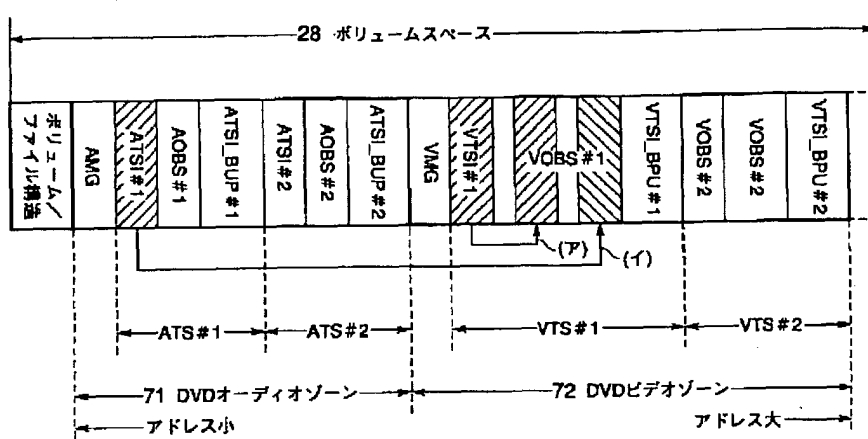 28 ボリュームスペース
ボリューム/
ファイル構造
AMG
ATSI#1
AOBS#1
ATSI_BUP#1
ATSI#2
AOBS#2
ATSI_BUP#2
VMG
VTSI#1
VOBS#1
VTSI_BPU#1
VOBS#2
VOBS#2
VTSI_BPU#2
(ア)
(イ)
ATS#1
ATS#2
VTS#1
VTS#2
71 DVDオーディオゾーン
72 DVDビデオゾーン
アドレス小
アドレス大